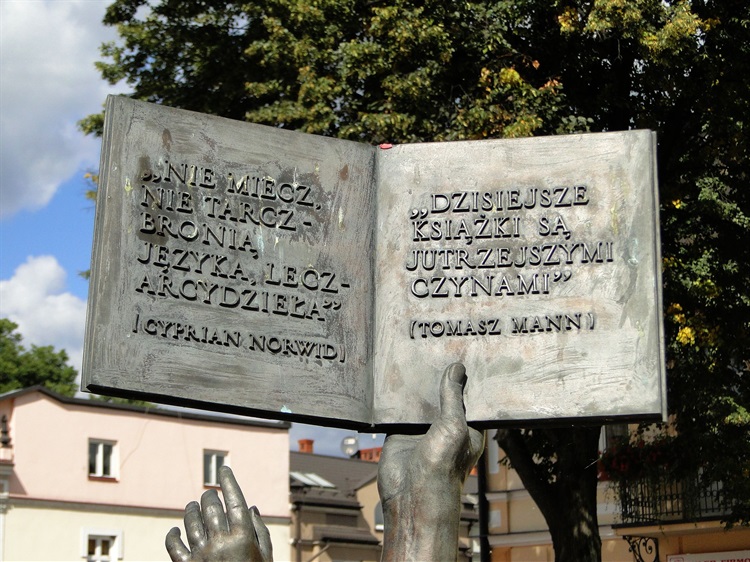 „NIE MIECZ,
NIE TARCZ-
BRONIĄ
JĘZYKA, LECZ-
ARCYDZIEŁA”
(CYPRIAN NORWID)
„DZISIEJSZE
KSIĄŻKI SĄ
JUTRZEJSZYMI
CZYNAMI”
(TOMASZ MANN)